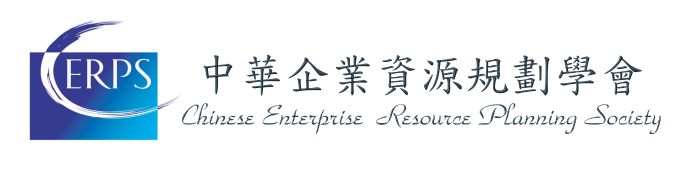 CERPS
中華企業資源規劃學會
Chinese Enterprise Resource Planning Society